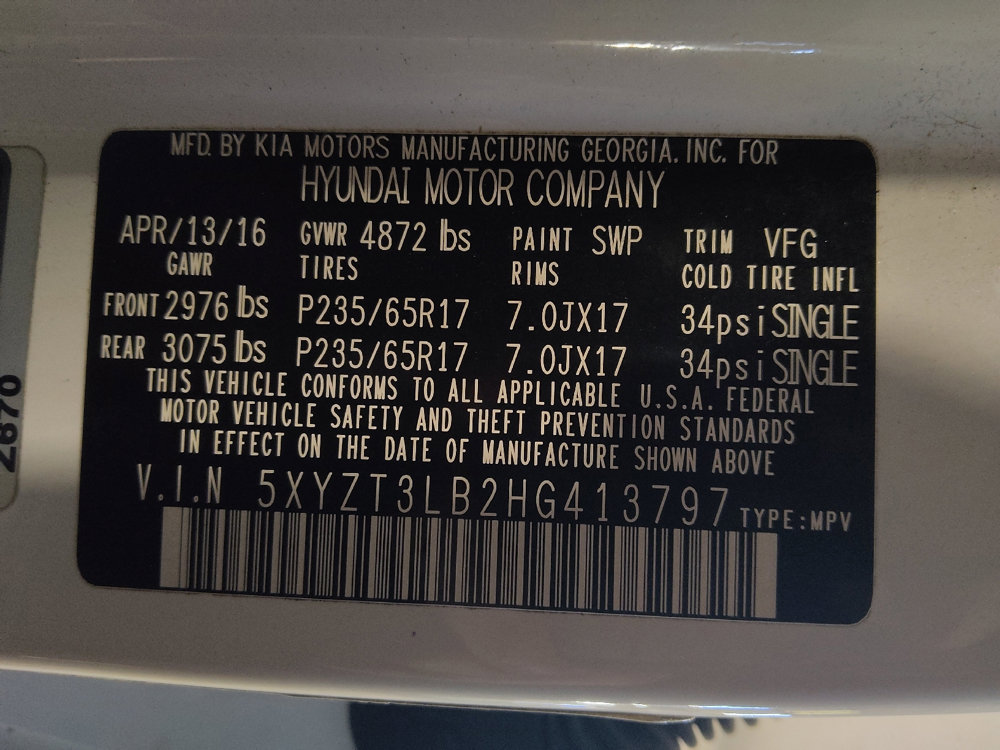 MFD. BY KIA MOTORS MANUFACTURING GEORGIA, INC. FOR
HYUNDAI MOTOR COMPANY
APR/13/16 GVWR 4872 lbs PAINT SWP TRIM VFG
GAWR TIRES RIMS COLD TIRE INFL
FRONT 2976 lbs P235/65R17 7.0JX17 34psi SINGLE
REAR 3075 lbs P235/65R17 7.0JX17 34psi SINGLE
THIS VEHICLE CONFORMS TO ALL APPLICABLE U.S.A. FEDERAL
MOTOR VEHICLE SAFETY AND THEFT PREVENTION STANDARDS
IN EFFECT ON THE DATE OF MANUFACTURE SHOWN ABOVE
V.I.N 5XYZT3LB2HG413797 TYPE:MPV